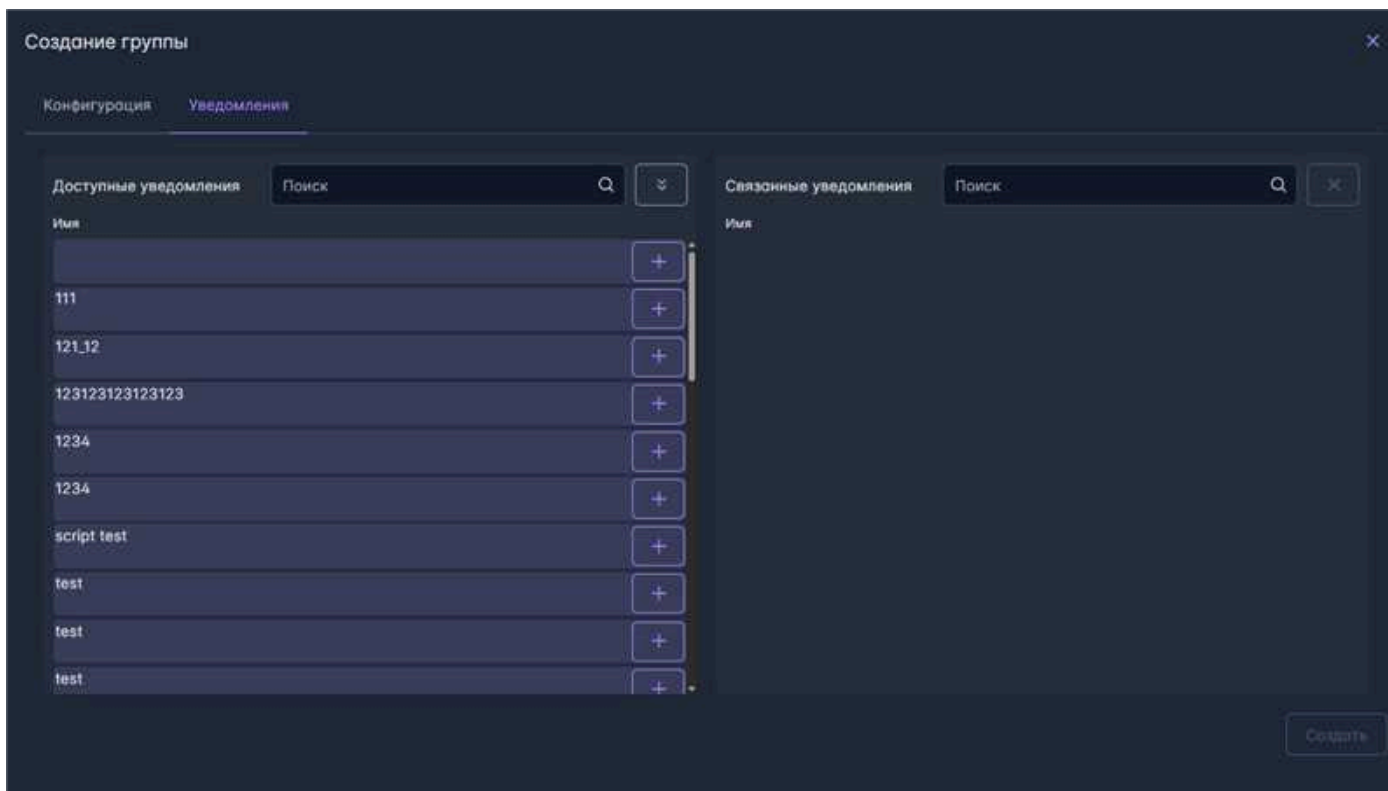 Создание группы
Конфигурация Уведомления
Доступные уведомления Поиск
Имя
111
121_12
123123123123123
1234
1234
script test
test
test
test
Связанные уведомления Поиск
Имя
Создать